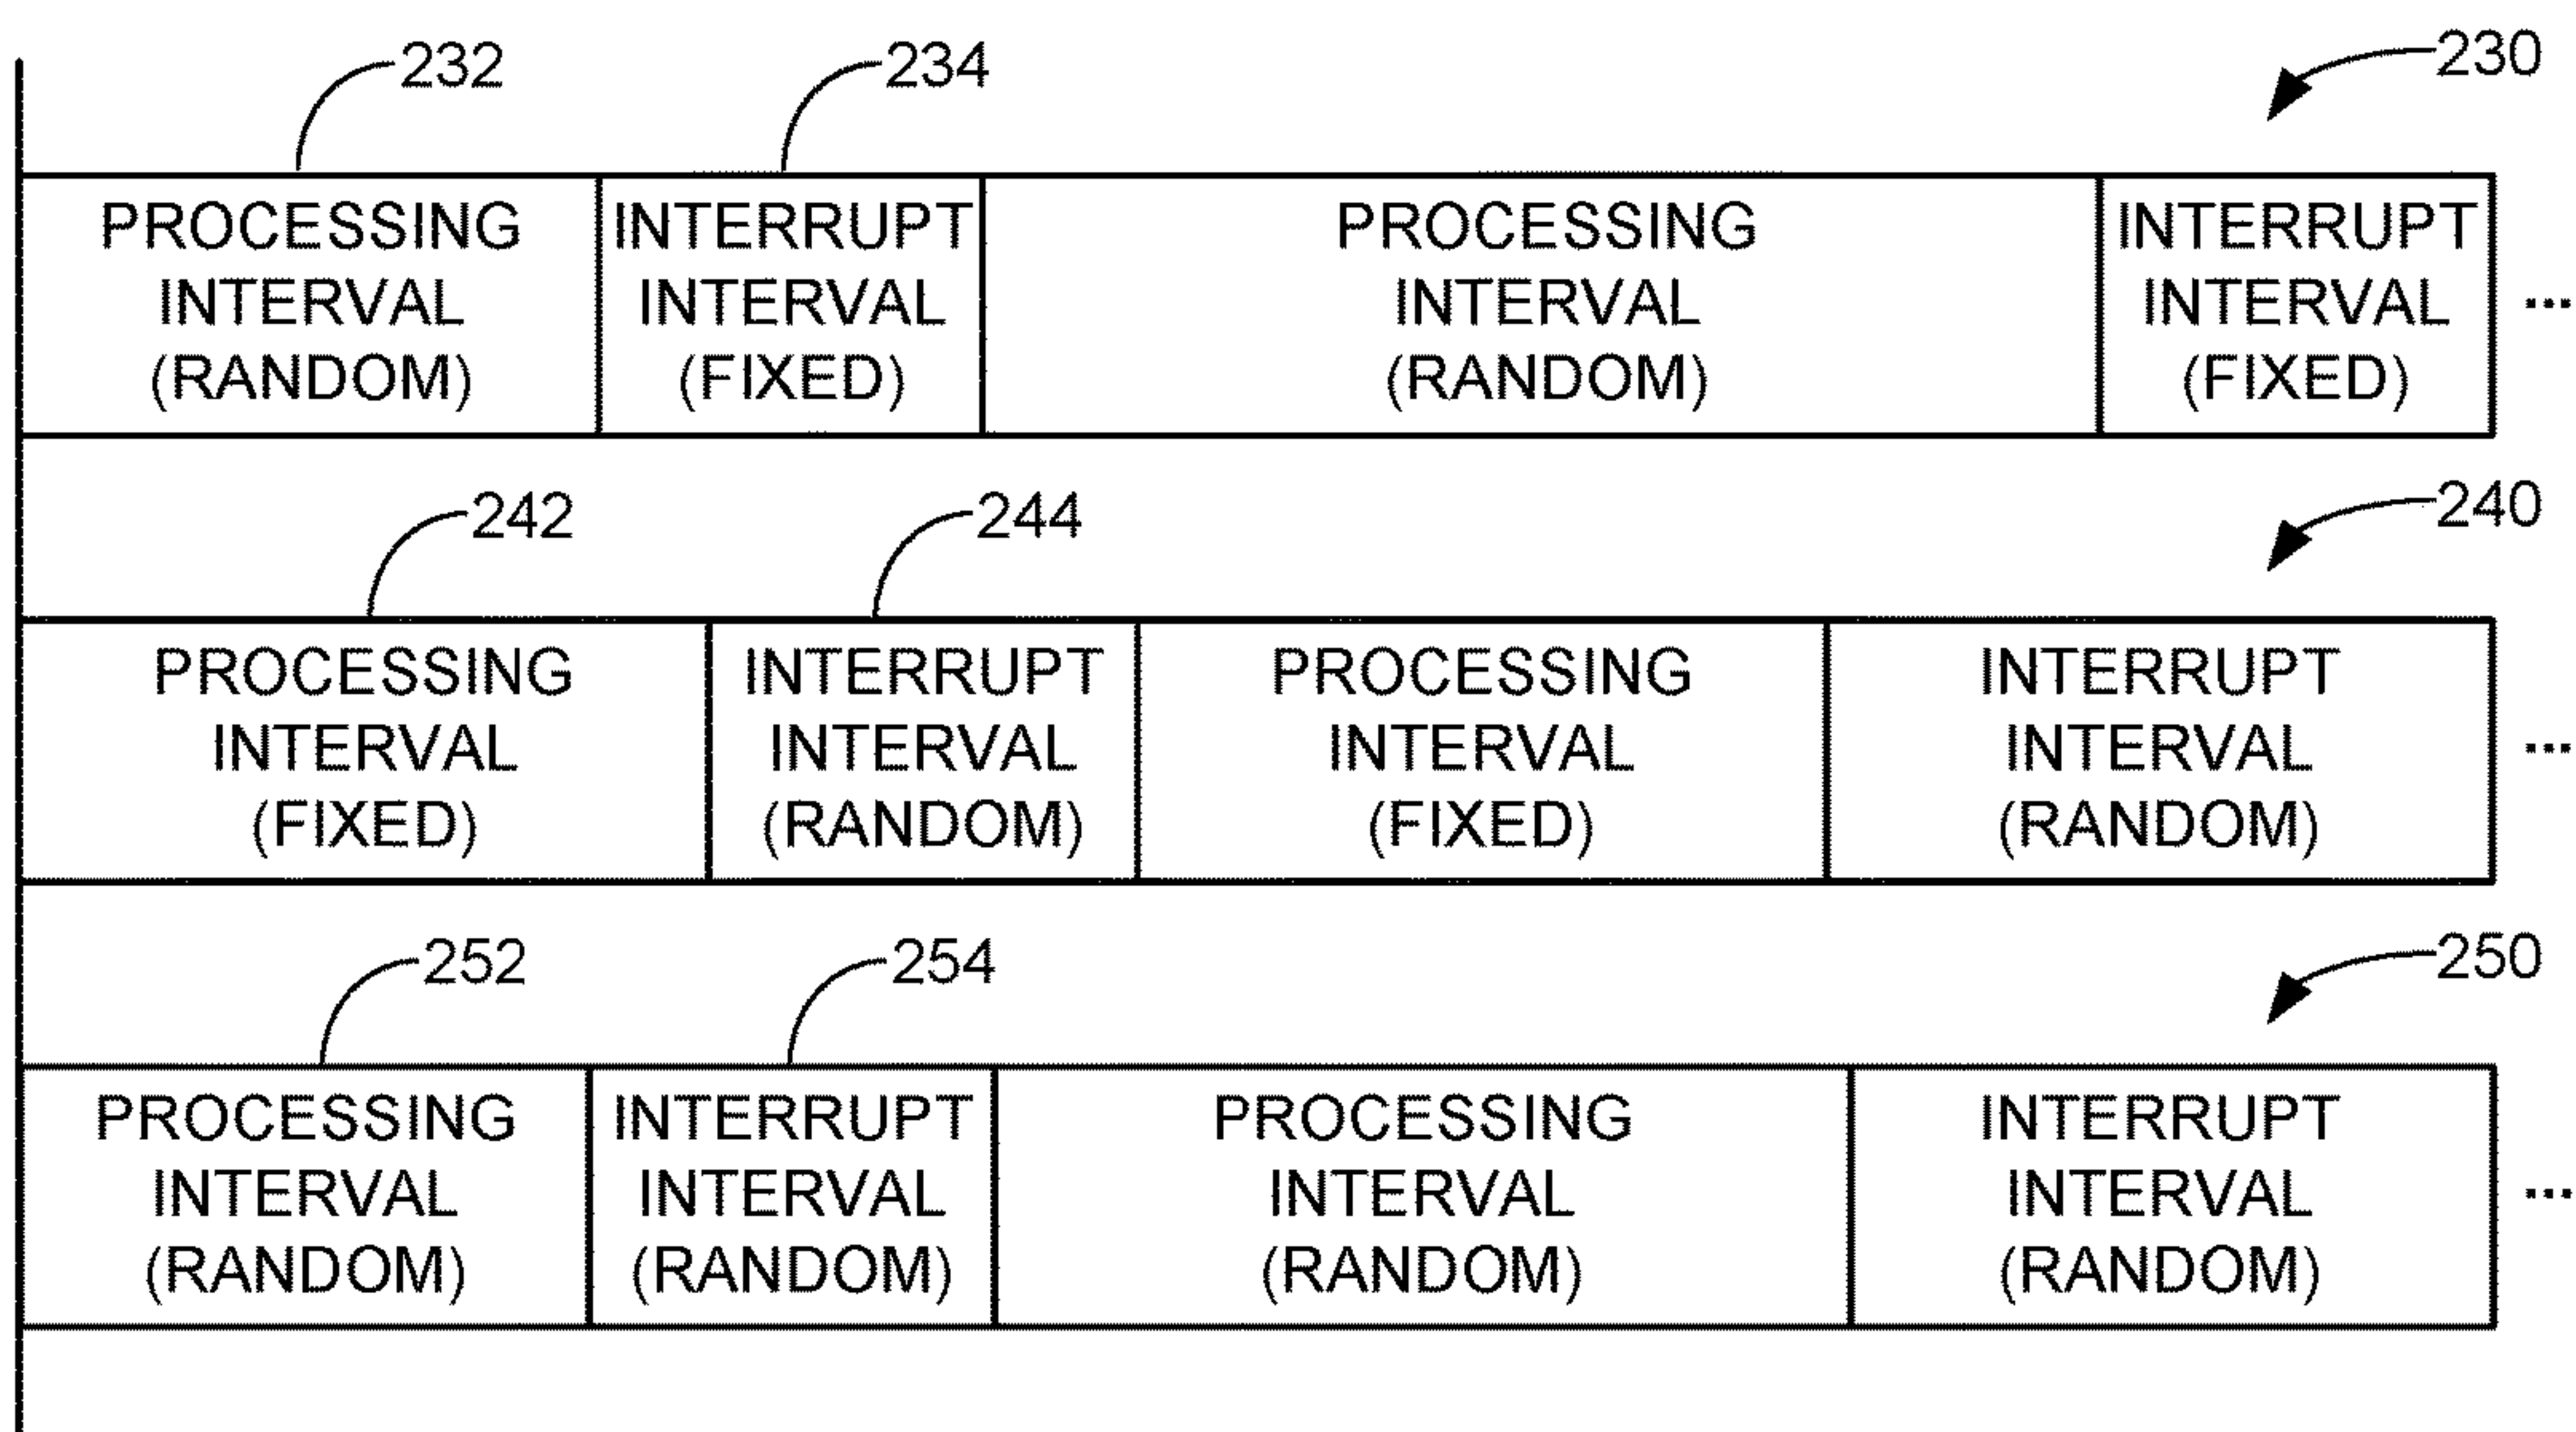 232 234 230
PROCESSING INTERRUPT PROCESSING INTERRUPT
INTERVAL INTERVAL INTERVAL INTERVAL ...
(RANDOM) (FIXED) (RANDOM) (FIXED)
242 244 240
PROCESSING INTERRUPT PROCESSING INTERRUPT
INTERVAL INTERVAL INTERVAL INTERVAL ...
(FIXED) (RANDOM) (FIXED) (RANDOM)
252 254 250
PROCESSING INTERRUPT PROCESSING INTERRUPT
INTERVAL INTERVAL INTERVAL INTERVAL ...
(RANDOM) (RANDOM) (RANDOM) (RANDOM)